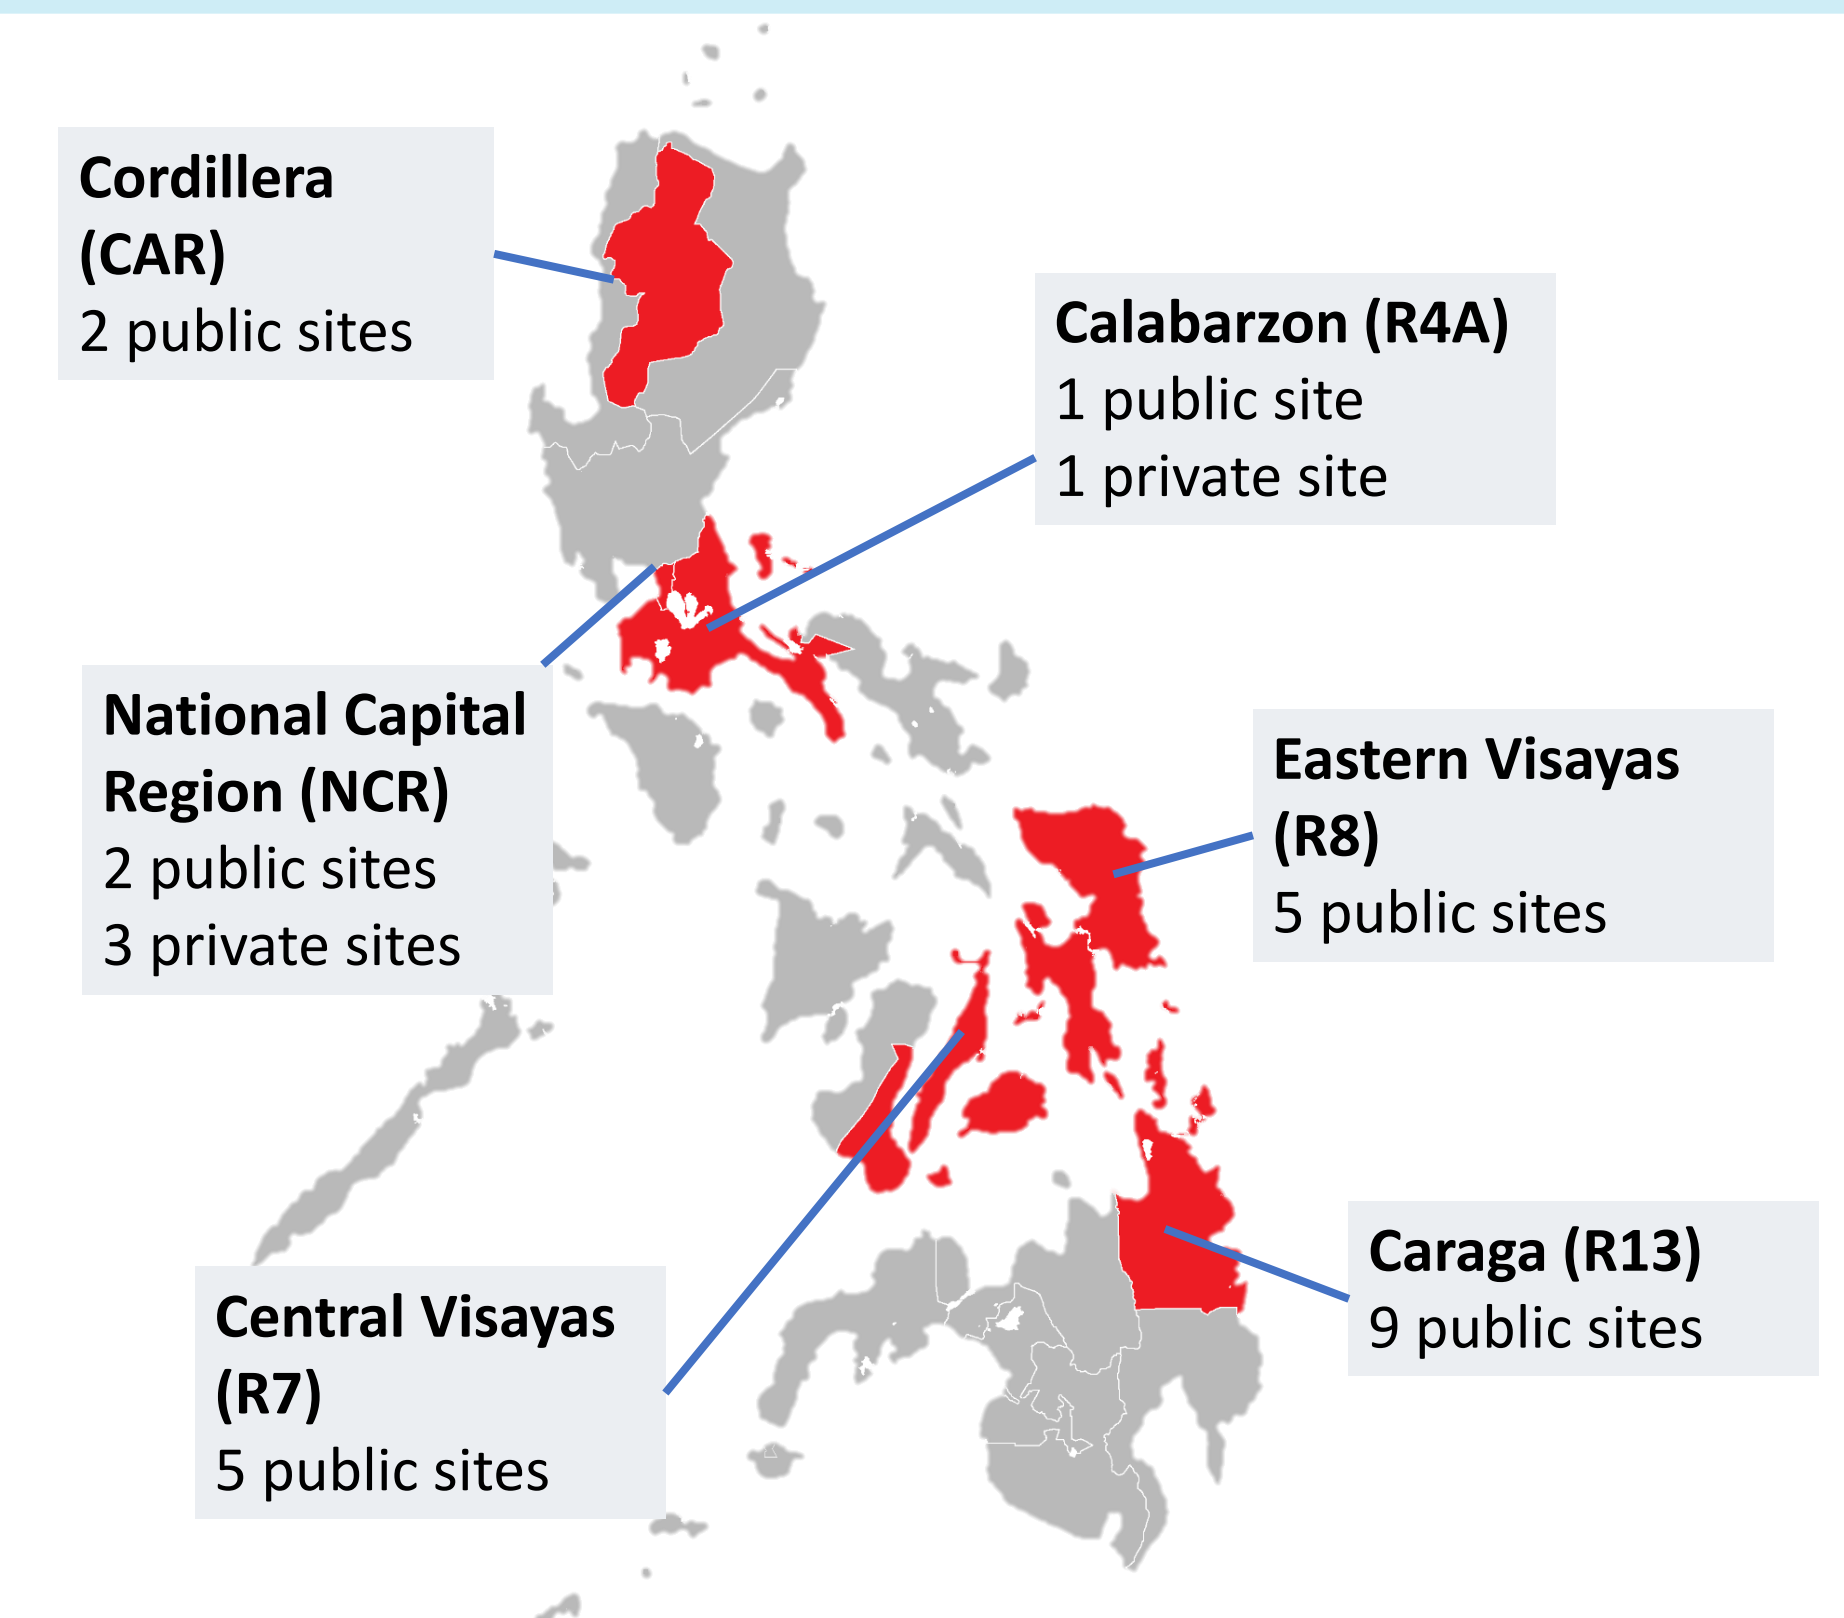 Cordillera
(CAR)
2 public sites
Calabarzon (R4A)
1 public site
1 private site
National Capital
Region (NCR)
2 public sites
3 private sites
Eastern Visayas
(R8)
5 public sites
Caraga (R13)
9 public sites
Central Visayas
(R7)
5 public sites